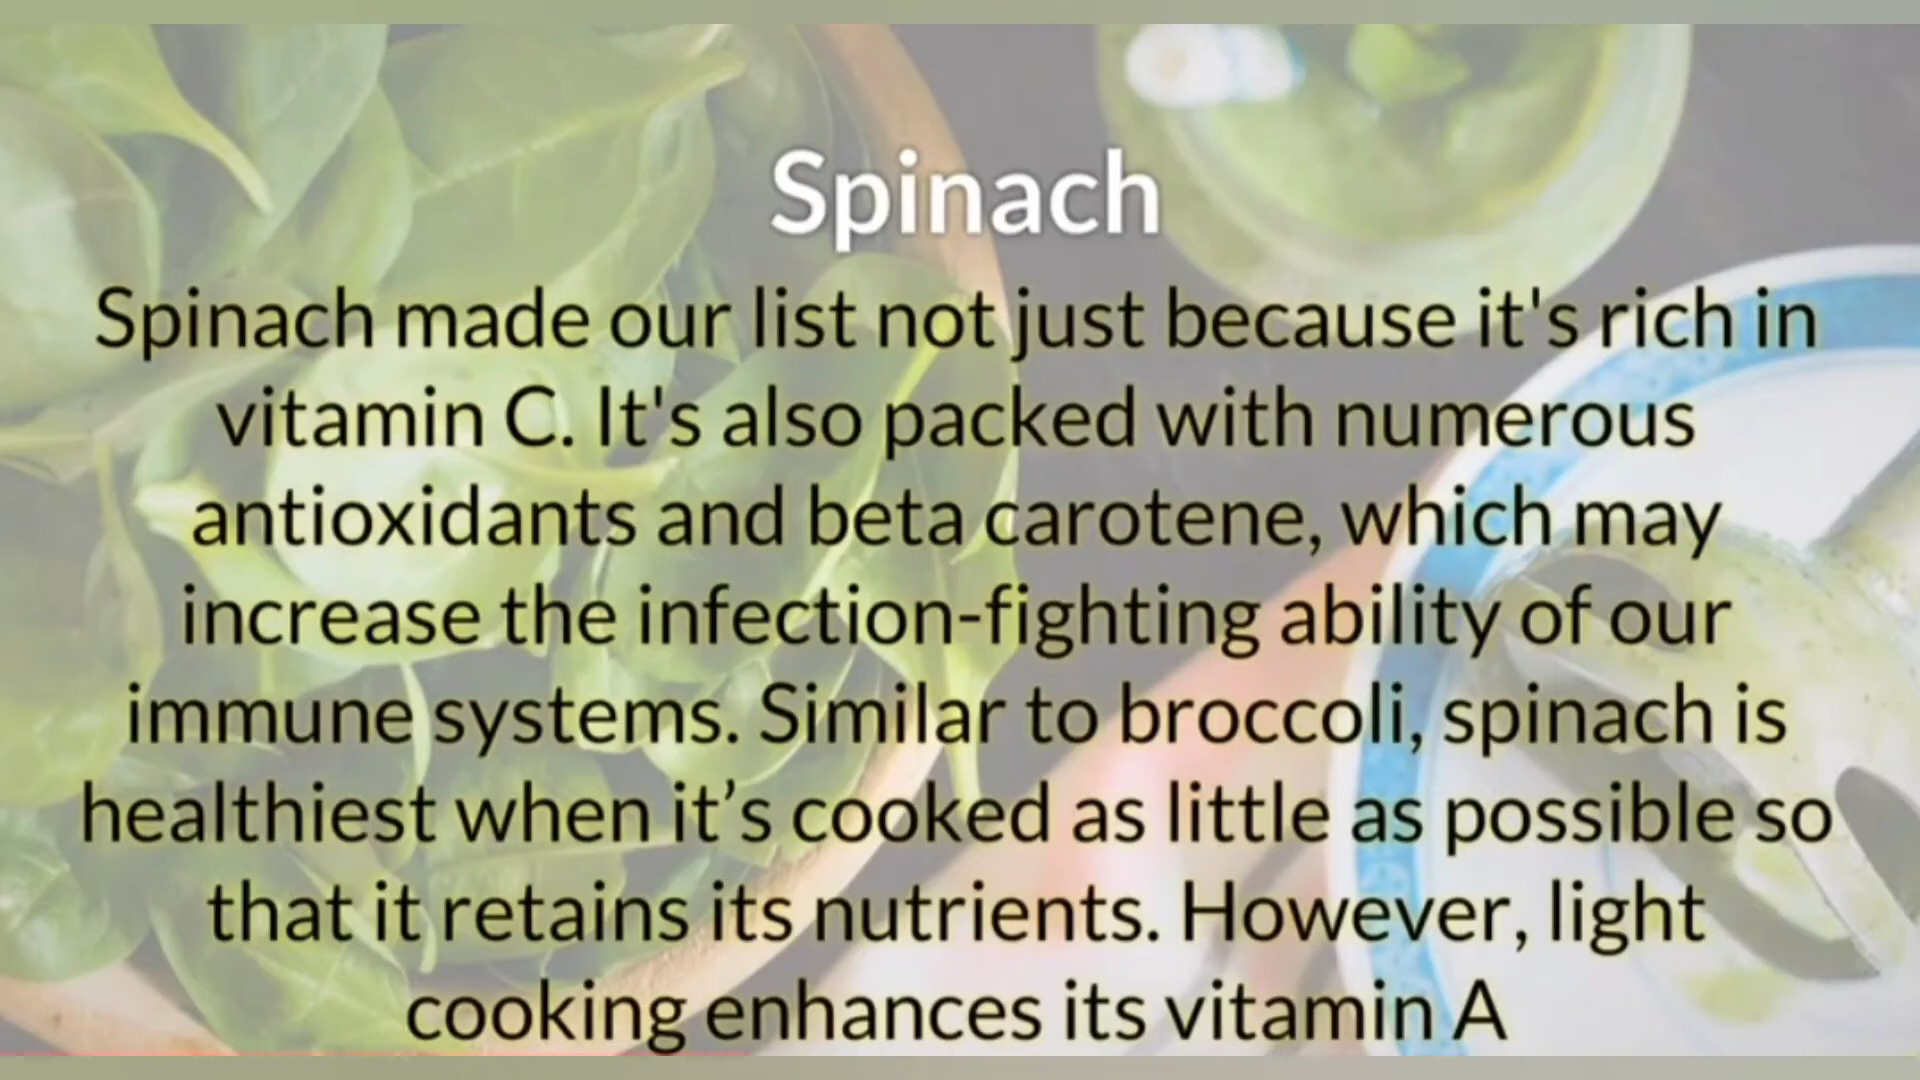 Spinach
Spinach made our list not just because it's rich in
vitamin C. It's also packed with numerous
antioxidants and beta carotene, which may
increase the infection-fighting ability of our
immune systems. Similar to broccoli, spinach is
healthiest when it’s cooked as little as possible so
that it retains its nutrients. However, light
cooking enhances its vitamin A